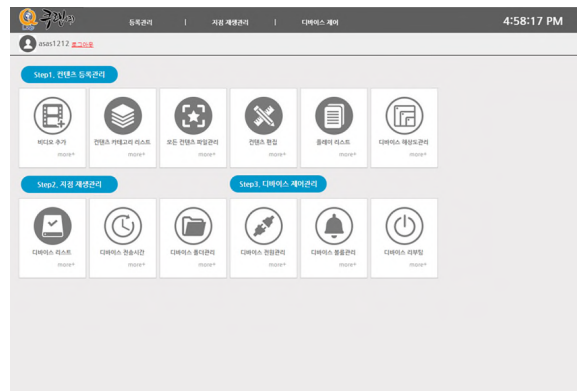 등록관리 | 지점 재생관리 | 디바이스 제어
4:58:17 PM
asas1212 로그아웃
Step1. 컨텐츠 등록관리
비디오 추가
more+
컨텐츠 카테고리 리스트
more+
모든 컨텐츠 파일관리
more+
컨텐츠 편집
more+
플레이 리스트
more+
디바이스 해상도관리
more+
Step2. 지점 재생관리
Step3. 디바이스 제어관리
디바이스 리스트
more+
디바이스 전송시간
more+
디바이스 폴더관리
more+
디바이스 전원관리
more+
디바이스 볼륨관리
more+
디바이스 리부팅
more+